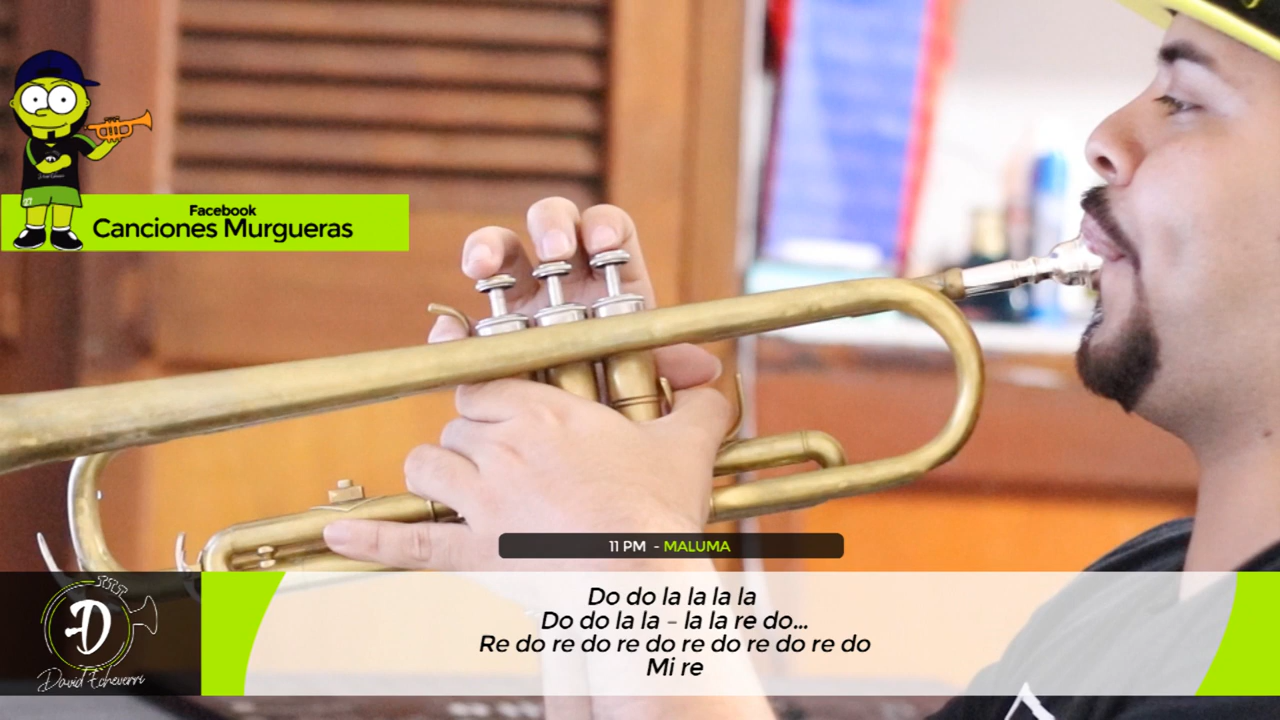 Facebook
Canciones Murgueras
11 PM - MALUMA
Do do la la la la
Do do la la - la la re do...
Re do re do re do re do re do re do
Mi re
D
David Echeverri